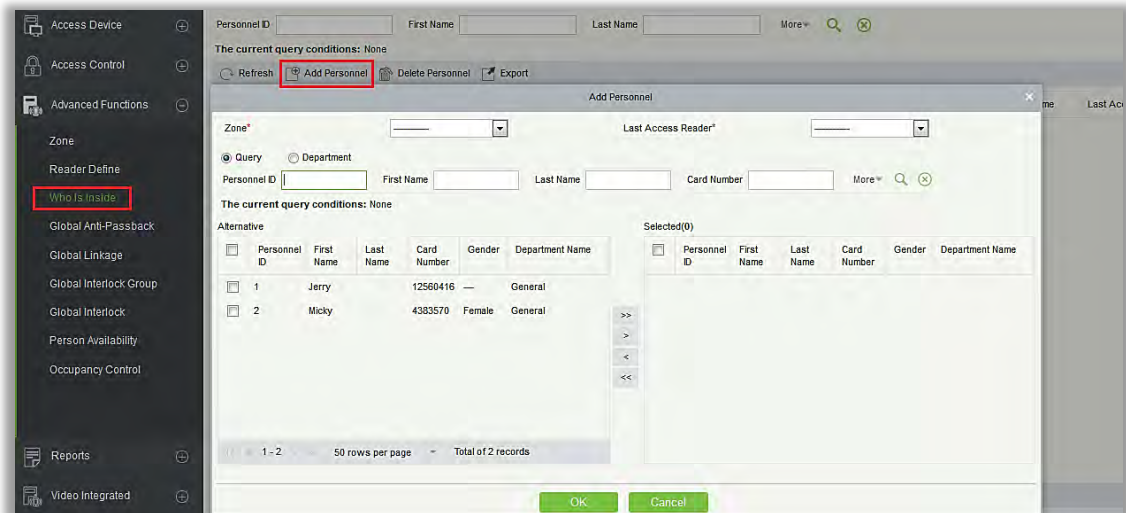 Access Device
Access Control
Advanced Functions
Zone
Reader Define
Who Is Inside
Global Anti-Passback
Global Linkage
Global Interlock Group
Global Interlock
Person Availability
Occupancy Control
Reports
Video Integrated
Personnel ID First Name Last Name More
The current query conditions: None
Refresh Add Personnel Delete Personnel Export
me Last Acc
Add Personnel
Zone* ---------- Last Access Reader* ----------
Query Department
Personnel ID First Name Last Name Card Number More
The current query conditions: None
Alternative
Personnel ID First Name Last Name Card Number Gender Department Name
1 Jerry 12560416 — General
2 Micky 4383570 Female General
1-2 50 rows per page Total of 2 records
>>
>
<
<<
Selected(0)
Personnel ID First Name Last Name Card Number Gender Department Name
OK Cancel